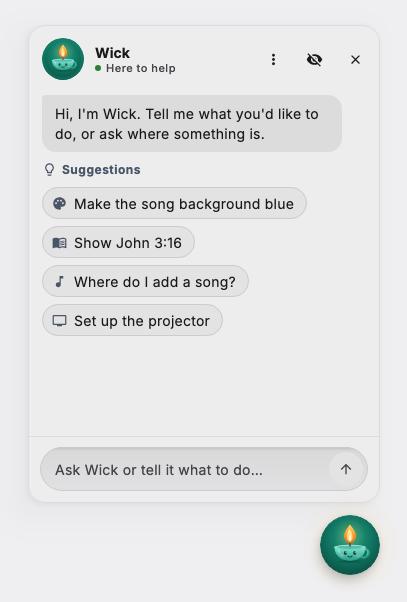 Wick
Here to help
Hi, I'm Wick. Tell me what you'd like to
do, or ask where something is.
Suggestions
Make the song background blue
Show John 3:16
Where do I add a song?
Set up the projector
Ask Wick or tell it what to do...